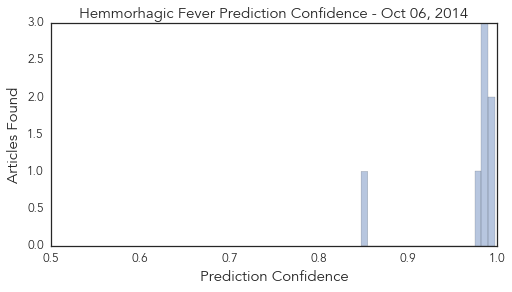 Hemmorhagic Fever Prediction Confidence - Oct 06, 2014
3.0
2.5
2.0
1.5
1.0
0.5
0.0
Articles Found
0.5 0.6 0.7 0.8 0.9 1.0
Prediction Confidence